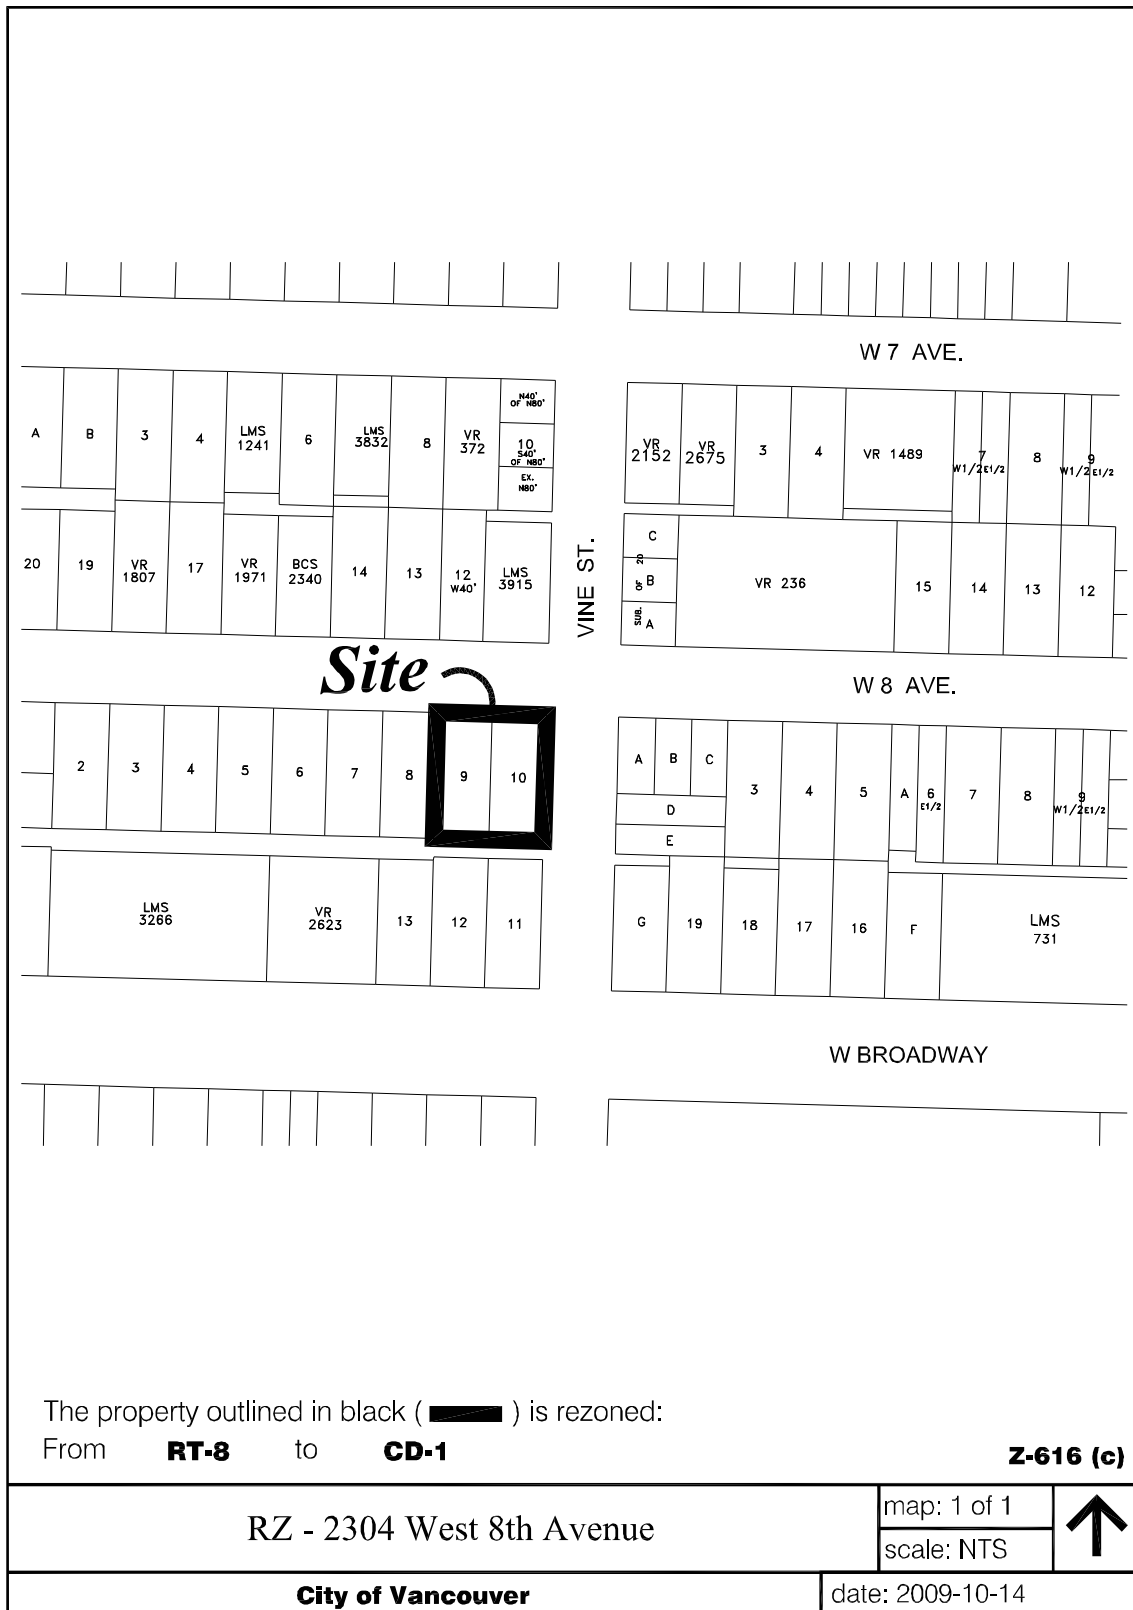 W 7 AVE.
A B 3 4 LMS 1241 6 LMS 3832 8 VR 372
N40'
OF N80'
10
S40'
OF N80'
EX.
N80'
VR 2152 VR 2675 3 4 VR 1489 7 W1/2 E1/2 8 9 W1/2 E1/2
20 19 VR 1807 17 VR 1971 BCS 2340 14 13 12 W40' LMS 3915
VINE ST.
C
B
A
SUB. OF 20
VR 236 15 14 13 12
Site
W 8 AVE.
2 3 4 5 6 7 8 9 10
A B C
D
E
3 4 5 A 6 E1/2 7 8 9 W1/2 E1/2
LMS 3266 VR 2623 13 12 11
G 19 18 17 16 F LMS 731
W BROADWAY
The property outlined in black ( ) is rezoned:
From RT-8 to CD-1
Z-616 (c)
RZ - 2304 West 8th Avenue
map: 1 of 1
scale: NTS
City of Vancouver
date: 2009-10-14